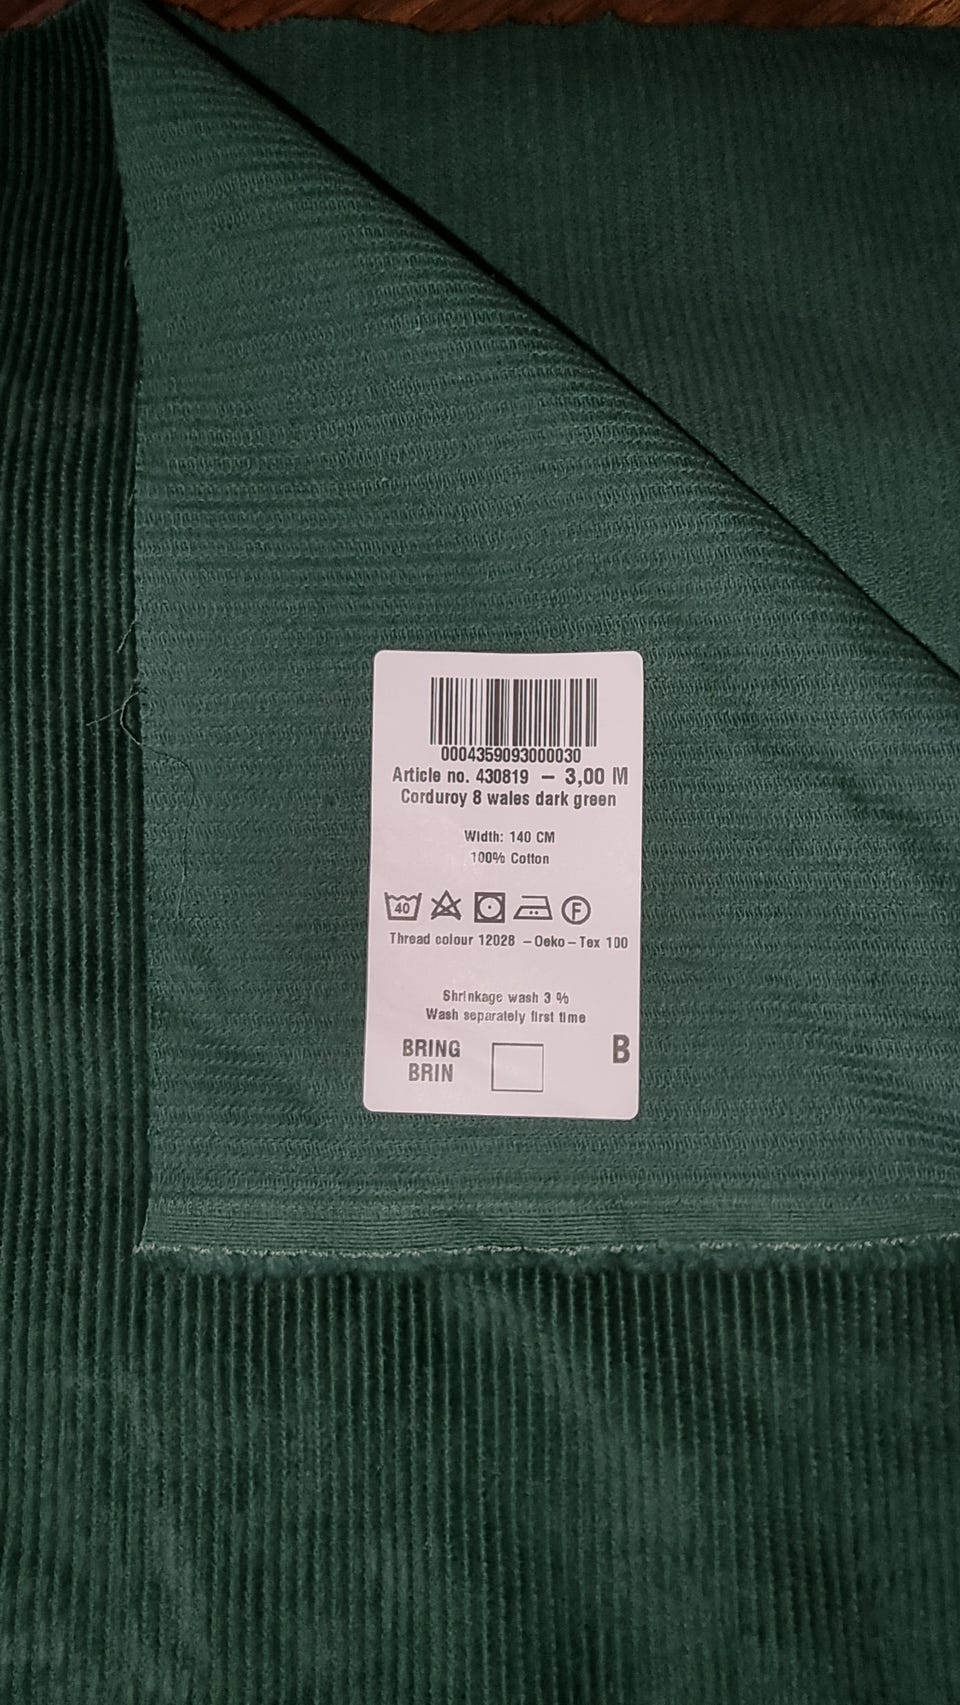 0004359093000030
Article no. 430819 – 3,00 M
Corduroy 8 wales dark green
Width: 140 CM
100% Cotton
40 F
Thread colour 12028 – Oeko – Tex 100
Shrinkage wash 3 %
Wash separately first time
BRING
BRIN
B